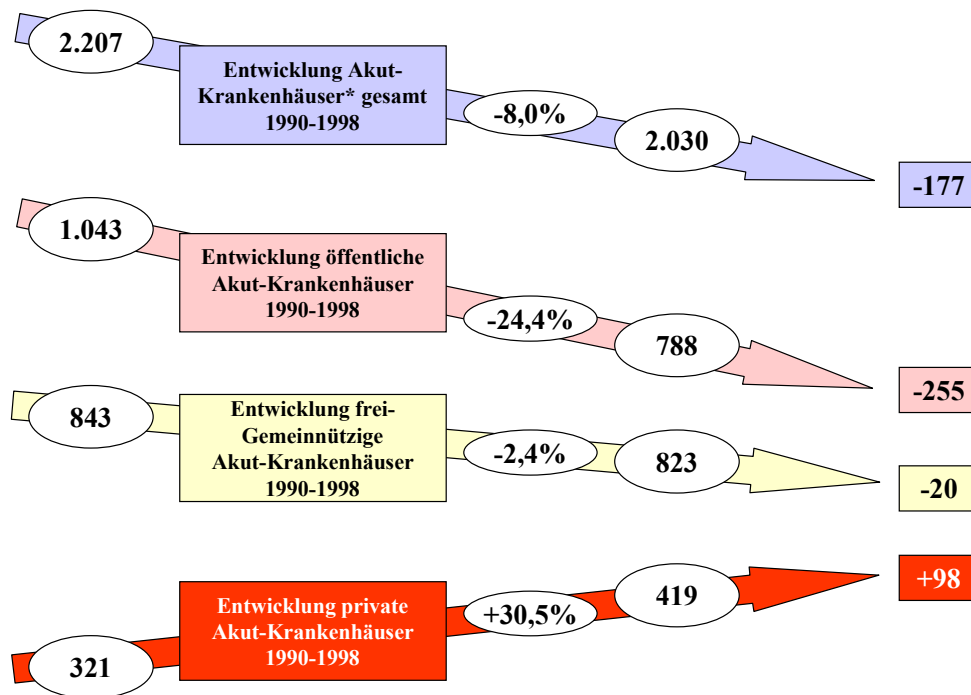 2.207
Entwicklung Akut-
Krankenhäuser* gesamt
1990-1998
-8,0%
2.030
-177
1.043
Entwicklung öffentliche
Akut-Krankenhäuser
1990-1998
-24,4%
788
-255
843
Entwicklung frei-
Gemeinnützige
Akut-Krankenhäuser
1990-1998
-2,4%
823
-20
321
Entwicklung private
Akut-Krankenhäuser
1990-1998
+30,5%
419
+98